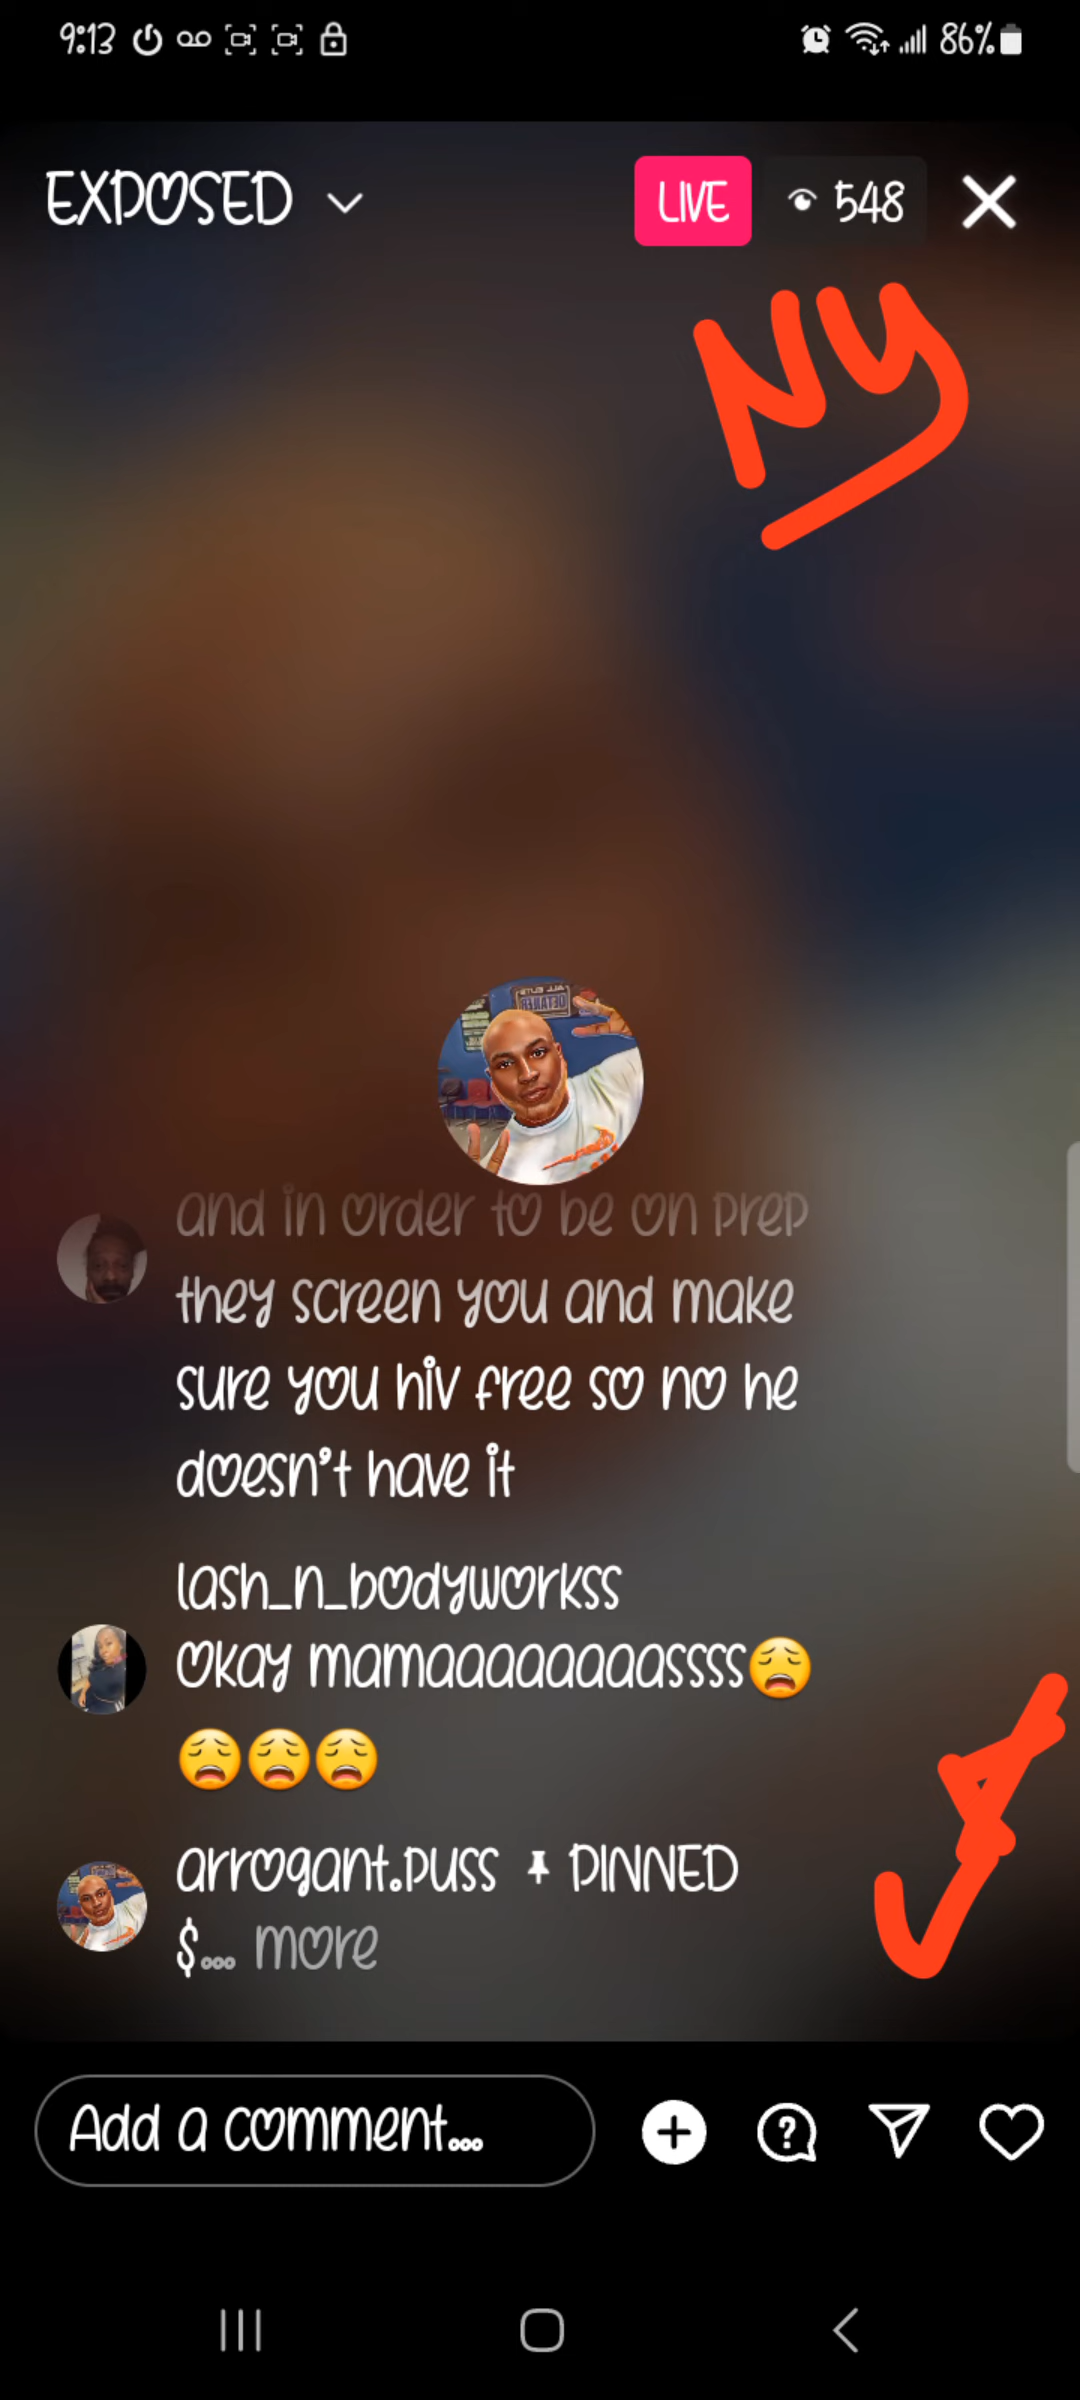 9:13
86%
EXPOSED
LIVE
548
NY
and in order to be on prep
they screen you and make
sure you hiv free so no he
doesn't have it
lash_n_bodyworkss
Okay mamaaaaaaaassss😩
😩😩😩
arrogant.puss PINNED
$... more
Add a comment...